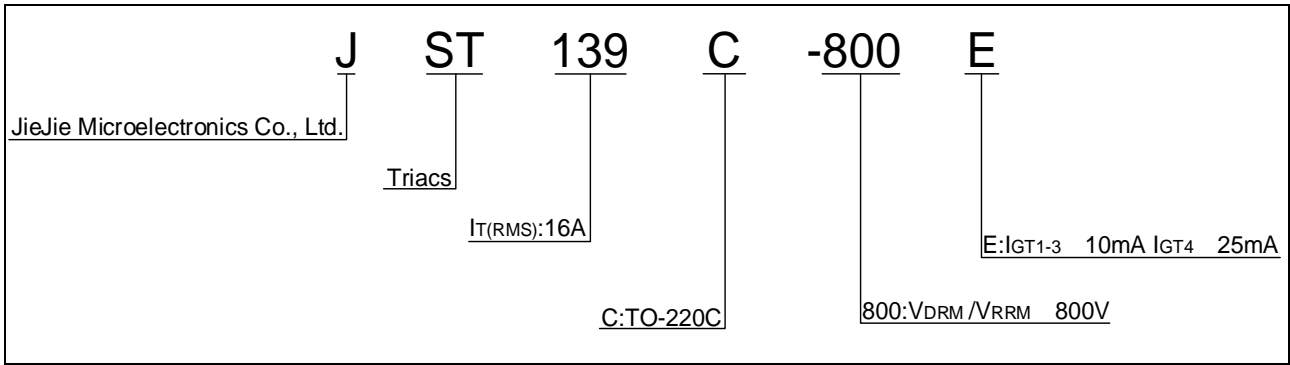 J ST 139 C -800 E
JieJie Microelectronics Co., Ltd.
Triacs
IT(RMS):16A
E:IGT1-3 10mA IGT4 25mA
C:TO-220C
800:VDRM/VRRM 800V